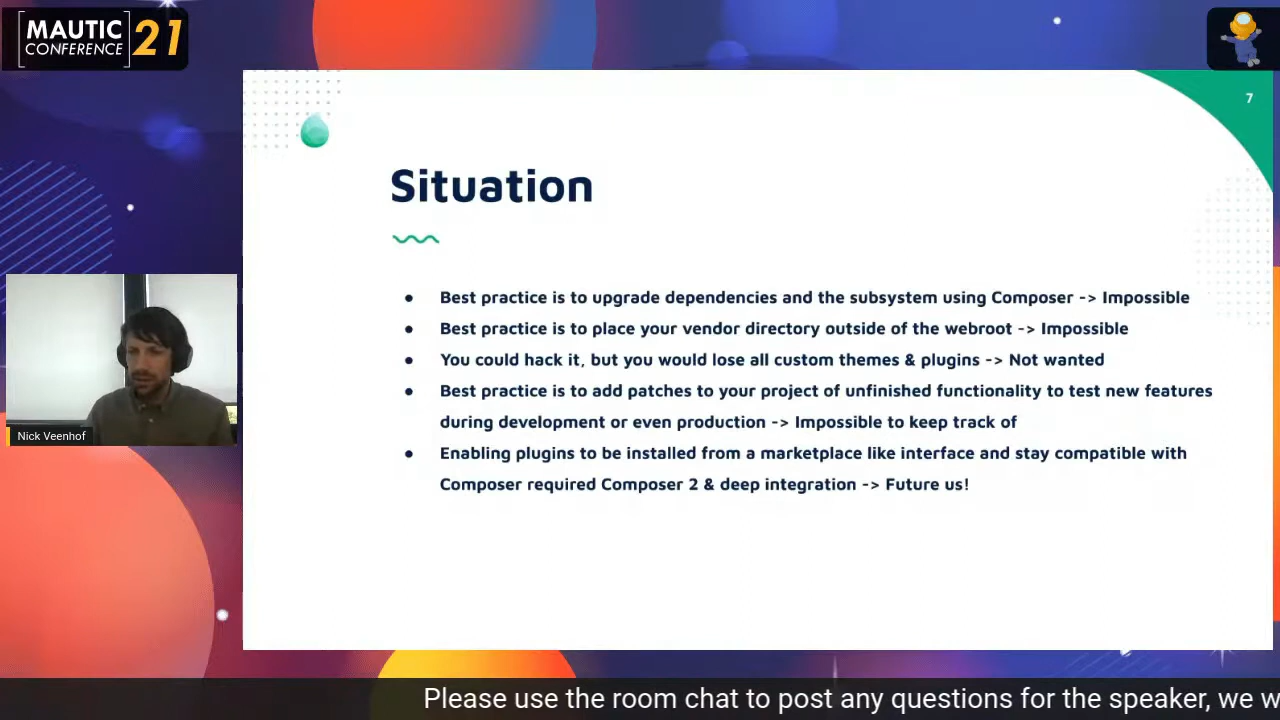 MAUTIC
CONFERENCE 21
7
Situation
● Best practice is to upgrade dependencies and the subsystem using Composer -> Impossible
● Best practice is to place your vendor directory outside of the webroot -> Impossible
● You could hack it, but you would lose all custom themes & plugins -> Not wanted
● Best practice is to add patches to your project of unfinished functionality to test new features
during development or even production -> Impossible to keep track of
● Enabling plugins to be installed from a marketplace like interface and stay compatible with
Composer required Composer 2 & deep integration -> Future us!
Nick Veenhof
Please use the room chat to post any questions for the speaker, we w